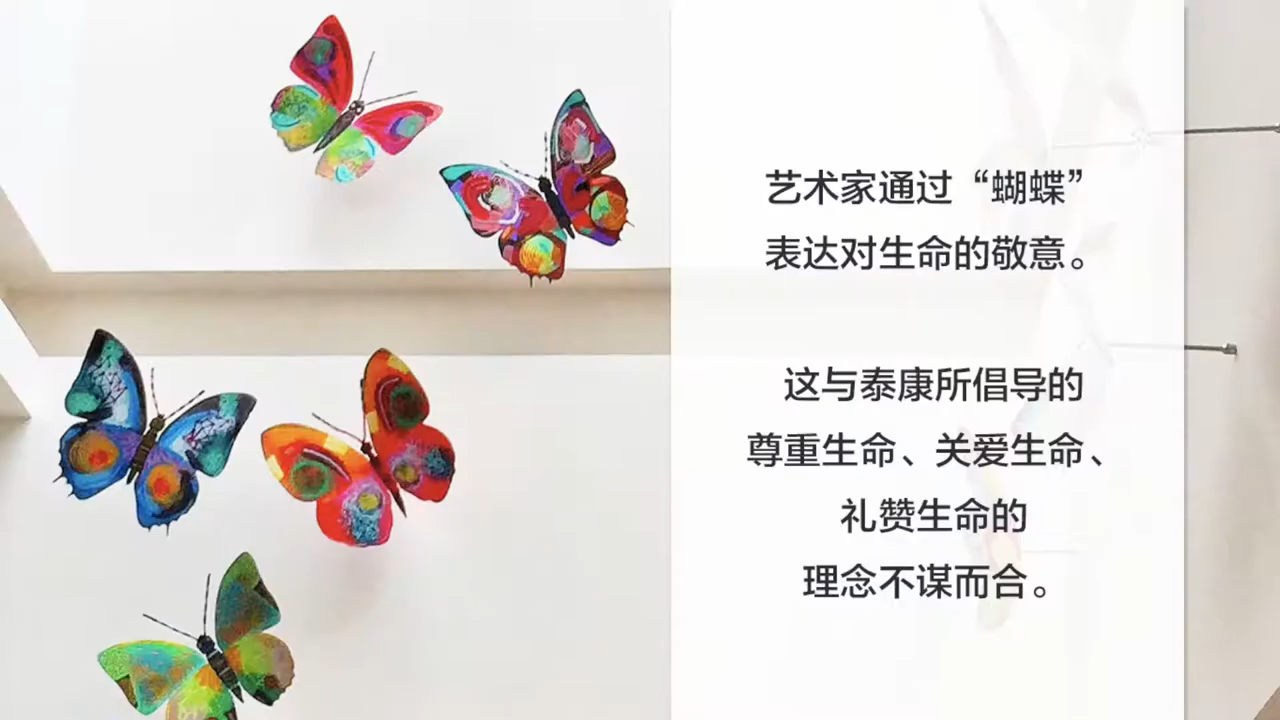 艺术家通过“蝴蝶”
表达对生命的敬意。
这与泰康所倡导的
尊重生命、关爱生命、
礼赞生命的
理念不谋而合。